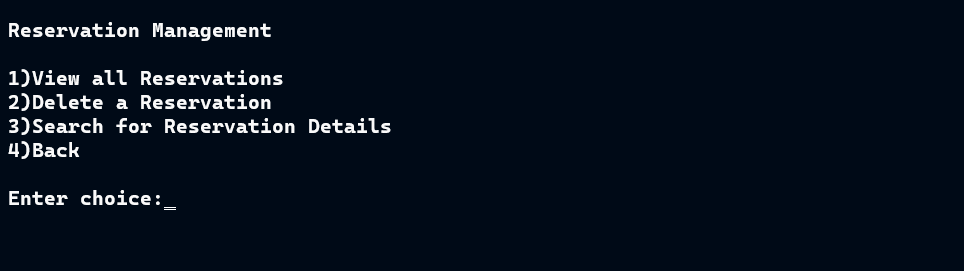 Reservation Management
1)View all Reservations
2)Delete a Reservation
3)Search for Reservation Details
4)Back
Enter choice:_